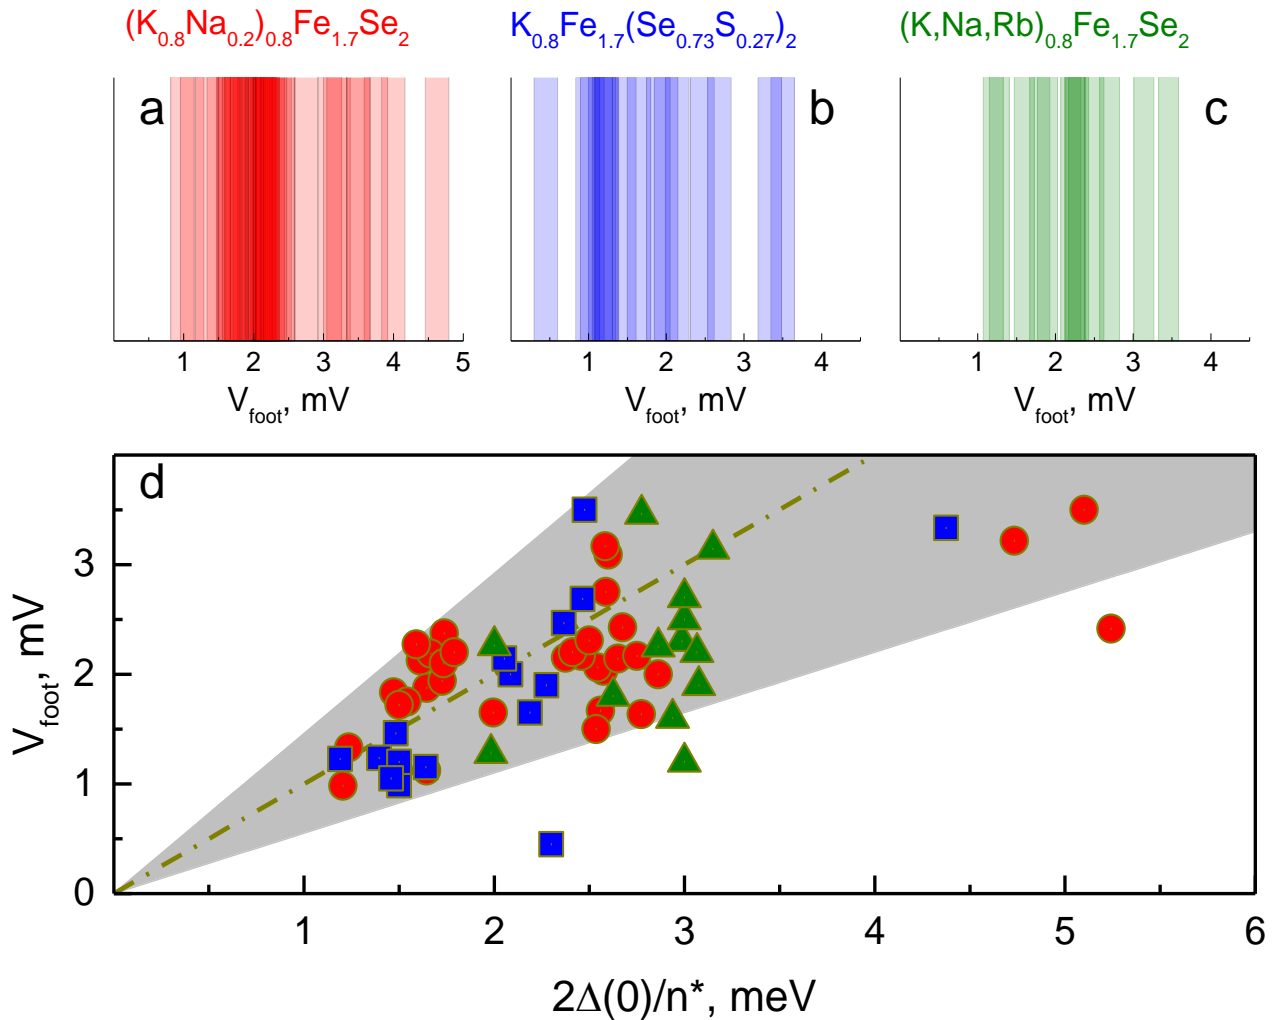 (K0.8Na0.2)0.8Fe1.7Se2
K0.8Fe1.7(Se0.73S0.27)2
(K,Na,Rb)0.8Fe1.7Se2
a
b
c
1 2 3 4 5
1 2 3 4
1 2 3 4
Vfoot, mV
Vfoot, mV
Vfoot, mV
d
3
2
1
0
Vfoot, mV
1 2 3 4 5 6
2Δ(0)/n*, meV